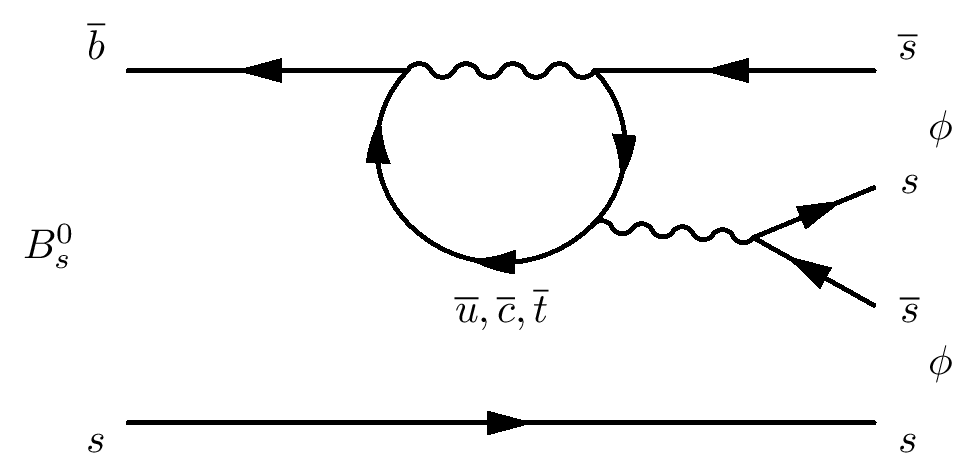 b̅ s̅
ϕ
s
B⁰ₛ
u̅, c̅, t̅ s̅
ϕ
s s